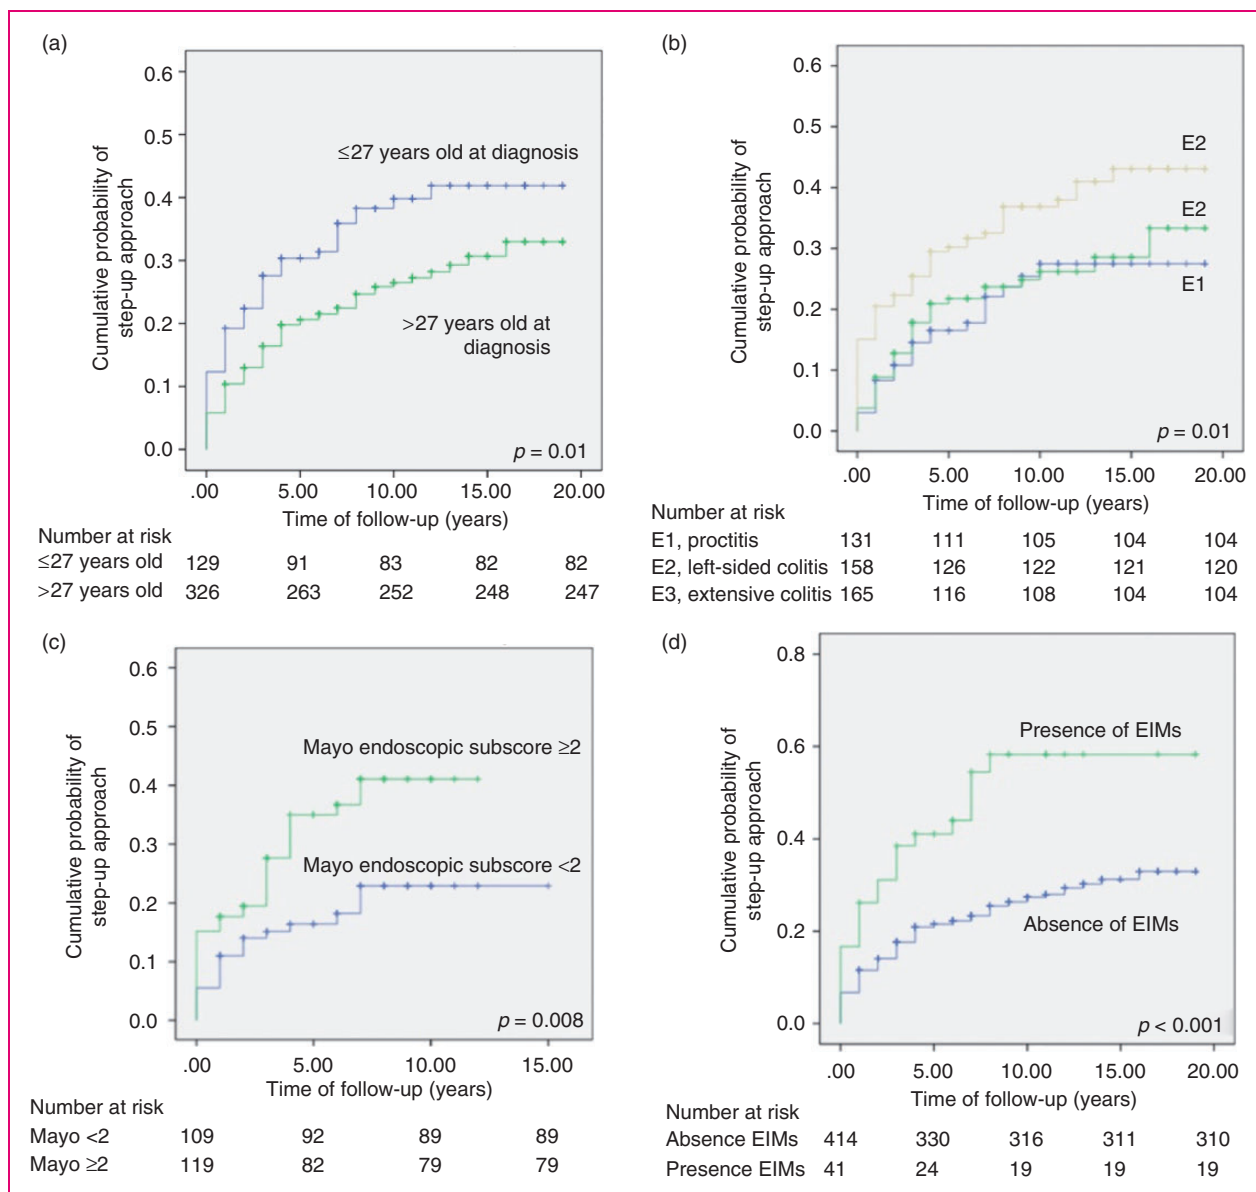 (a)
0.6
0.5
0.4
0.3
0.2
0.1
0.0
Cumulative probability of
step-up approach
≤27 years old at diagnosis
>27 years old at
diagnosis
p = 0.01
.00 5.00 10.00 15.00 20.00
Time of follow-up (years)
Number at risk
≤27 years old 129 91 83 82 82
>27 years old 326 263 252 248 247
(b)
0.6
0.5
0.4
0.3
0.2
0.1
0.0
Cumulative probability of
step-up approach
E2
E2
E1
p = 0.01
.00 5.00 10.00 15.00 20.00
Time of follow-up (years)
Number at risk
E1, proctitis 131 111 105 104 104
E2, left-sided colitis 158 126 122 121 120
E3, extensive colitis 165 116 108 104 104
(c)
0.6
0.5
0.4
0.3
0.2
0.1
0.0
Cumulative probability of
step-up approach
Mayo endoscopic subscore ≥2
Mayo endoscopic subscore <2
p = 0.008
.00 5.00 10.00 15.00
Time of follow-up (years)
Number at risk
Mayo <2 109 92 89 89
Mayo ≥2 119 82 79 79
(d)
0.8
0.6
0.4
0.2
0.0
Cumulative probability of
step-up approach
Presence of EIMs
Absence of EIMs
p < 0.001
.00 5.00 10.00 15.00 20.00
Time of follow-up (years)
Number at risk
Absence EIMs 414 330 316 311 310
Presence EIMs 41 24 19 19 19